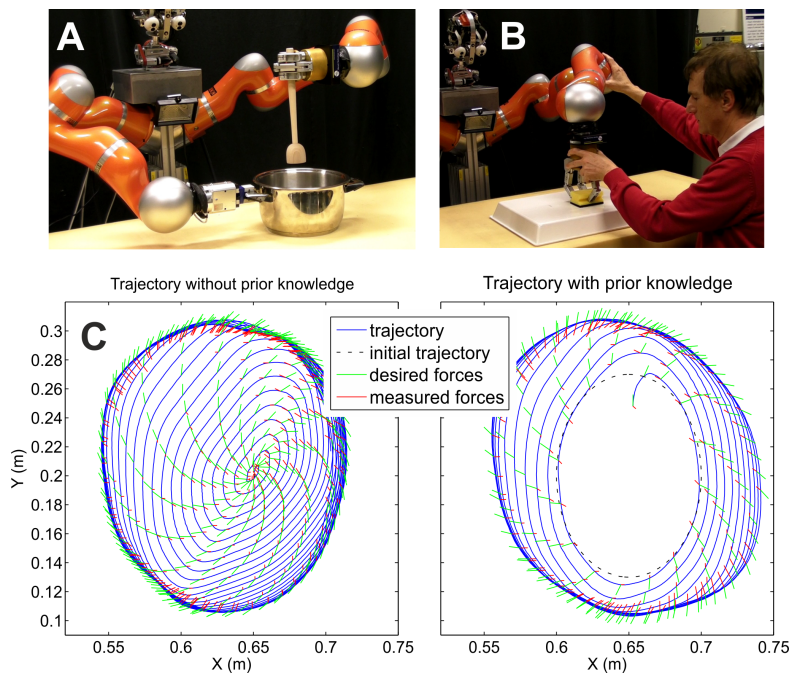 A
B
Trajectory without prior knowledge
Trajectory with prior knowledge
C
trajectory
initial trajectory
desired forces
measured forces
0.3
0.28
0.26
0.24
0.22
0.2
0.18
0.16
0.14
0.12
0.1
Y (m)
0.55
0.6
0.65
0.7
0.75
X (m)
0.55
0.6
0.65
0.7
0.75
X (m)